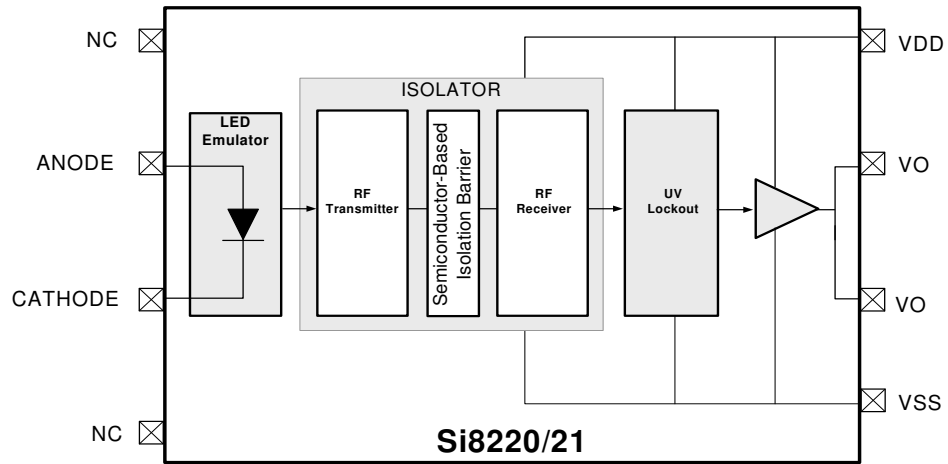 NC
VDD
ISOLATOR
LED
Emulator
ANODE
VO
RF
Transmitter
Semiconductor-Based
Isolation Barrier
RF
Receiver
UV
Lockout
CATHODE
VO
VSS
NC
Si8220/21